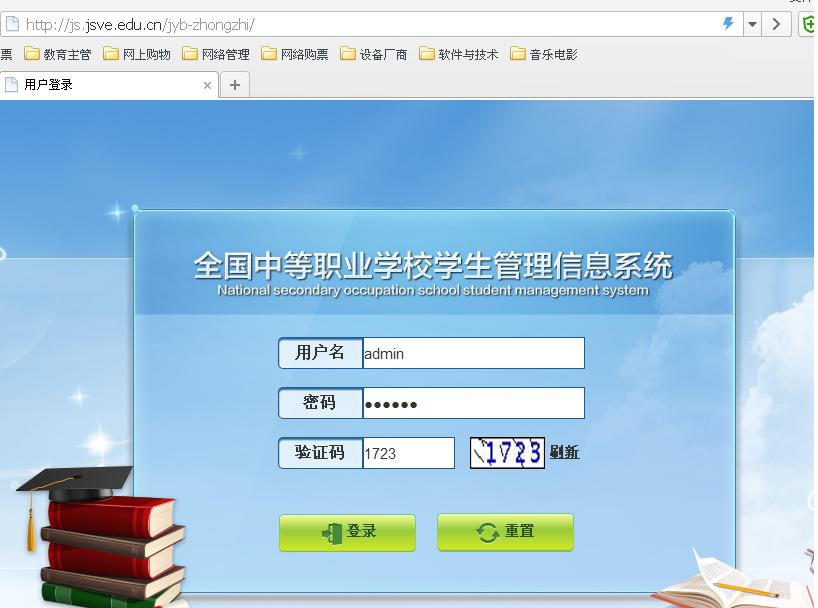 http://js.jsve.edu.cn/jyb-zhongzhi/
票 教育主管 网上购物 网络管理 网络购票 设备厂商 软件与技术 音乐电影
用户登录
全国中等职业学校学生管理信息系统
National secondary occupation school student management system
用户名 admin
密码 ●●●●●●
验证码 1723 1723 刷新
登录 重置